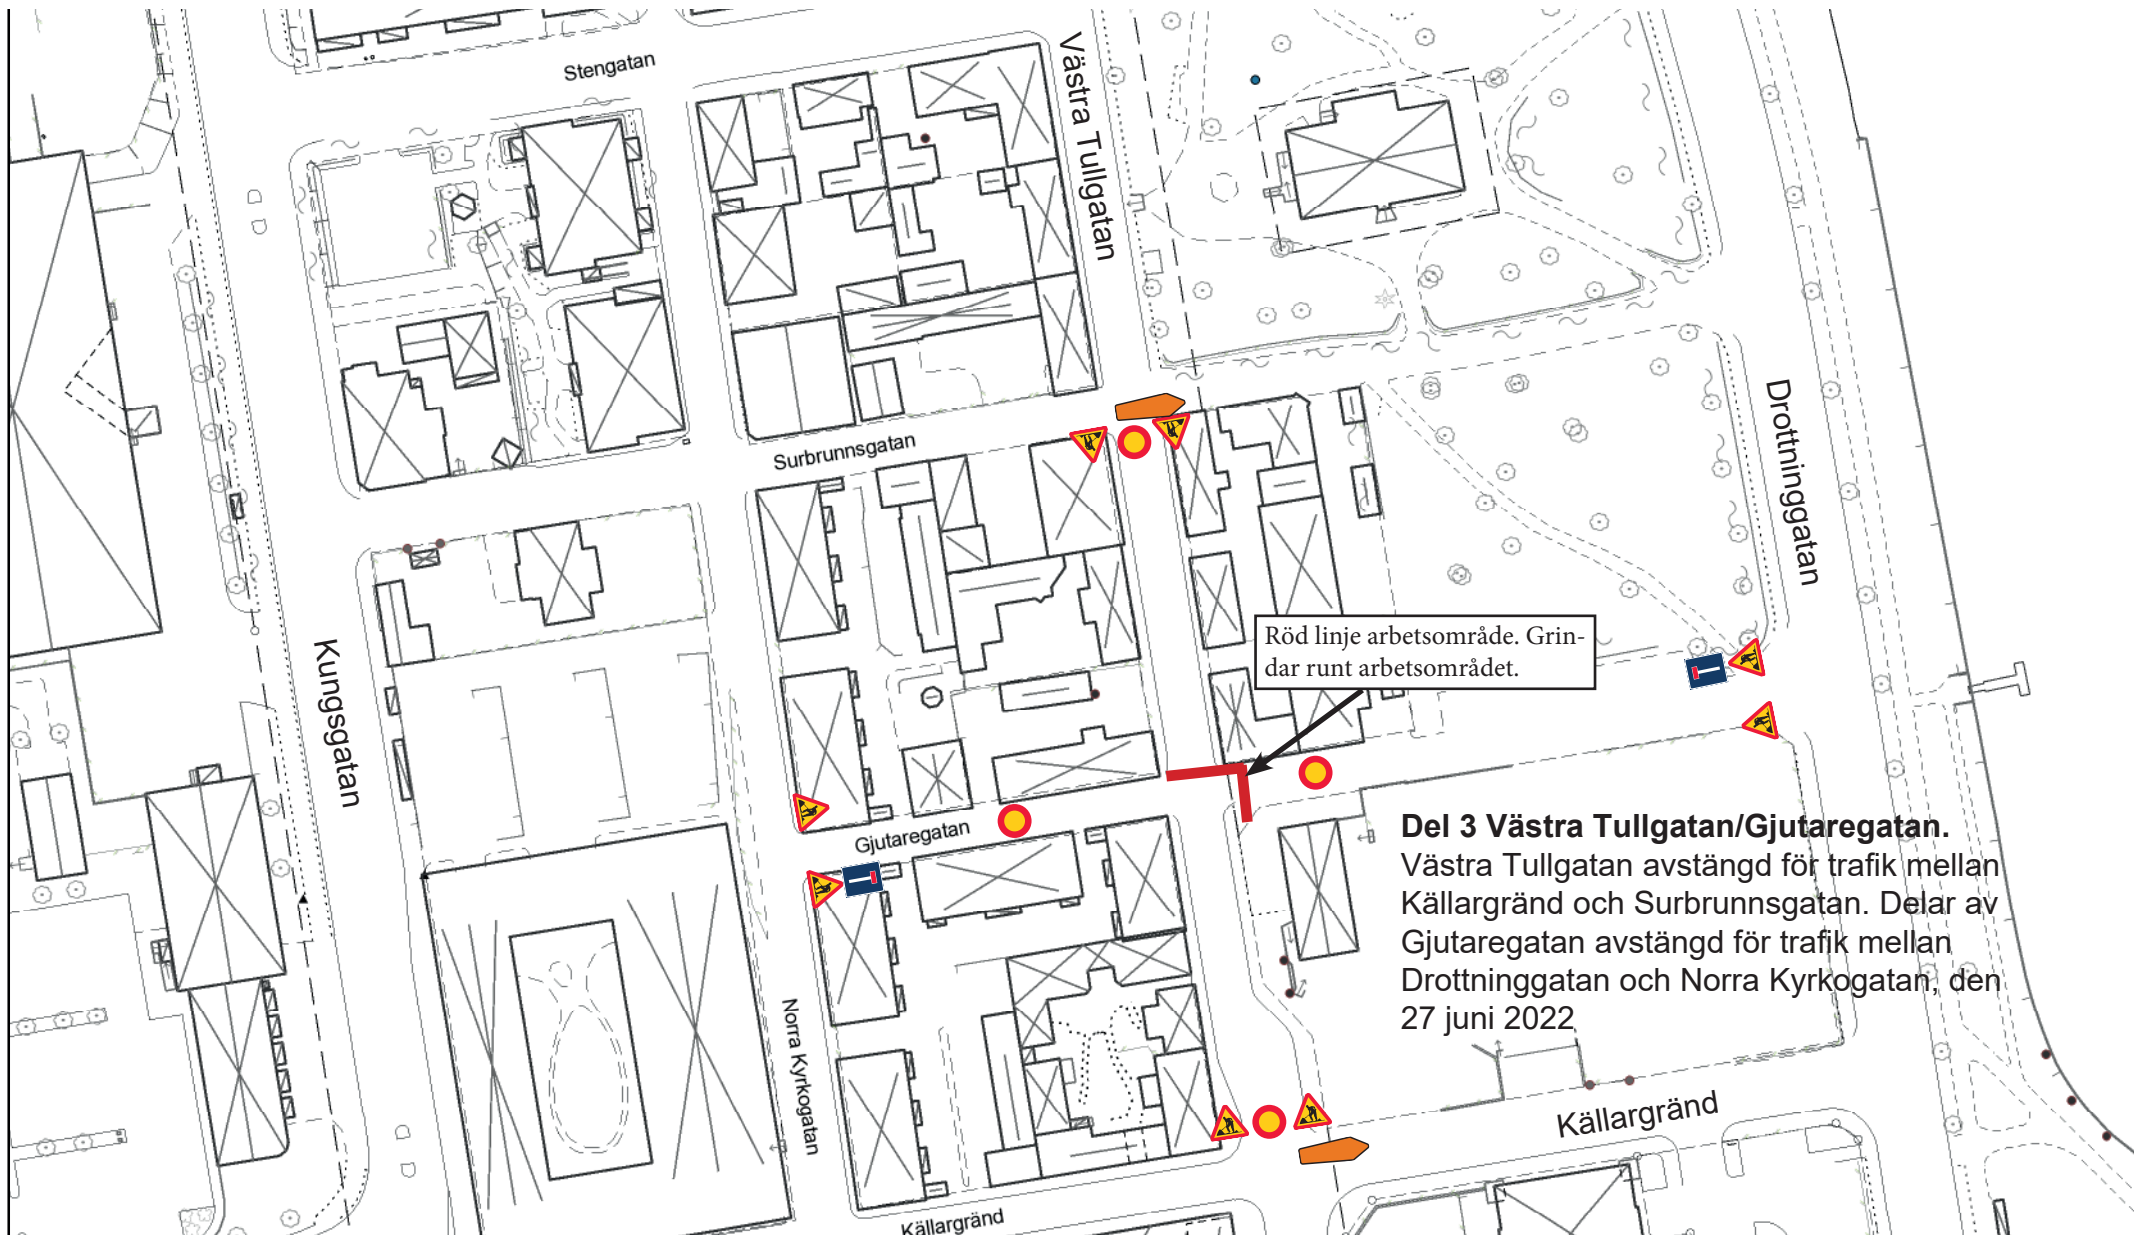 Stengatan
Västra Tullgatan
Surbrunnsgatan
Drottninggatan
Kungsgatan
Röd linje arbetsområde. Grin-
dar runt arbetsområdet.
Gjutaregatan
Del 3 Västra Tullgatan/Gjutaregatan.
Västra Tullgatan avstängd för trafik mellan
Källargränd och Surbrunnsgatan. Delar av
Gjutaregatan avstängd för trafik mellan
Drottninggatan och Norra Kyrkogatan, den
27 juni 2022
Norra Kyrkogatan
Källargränd
Källargränd